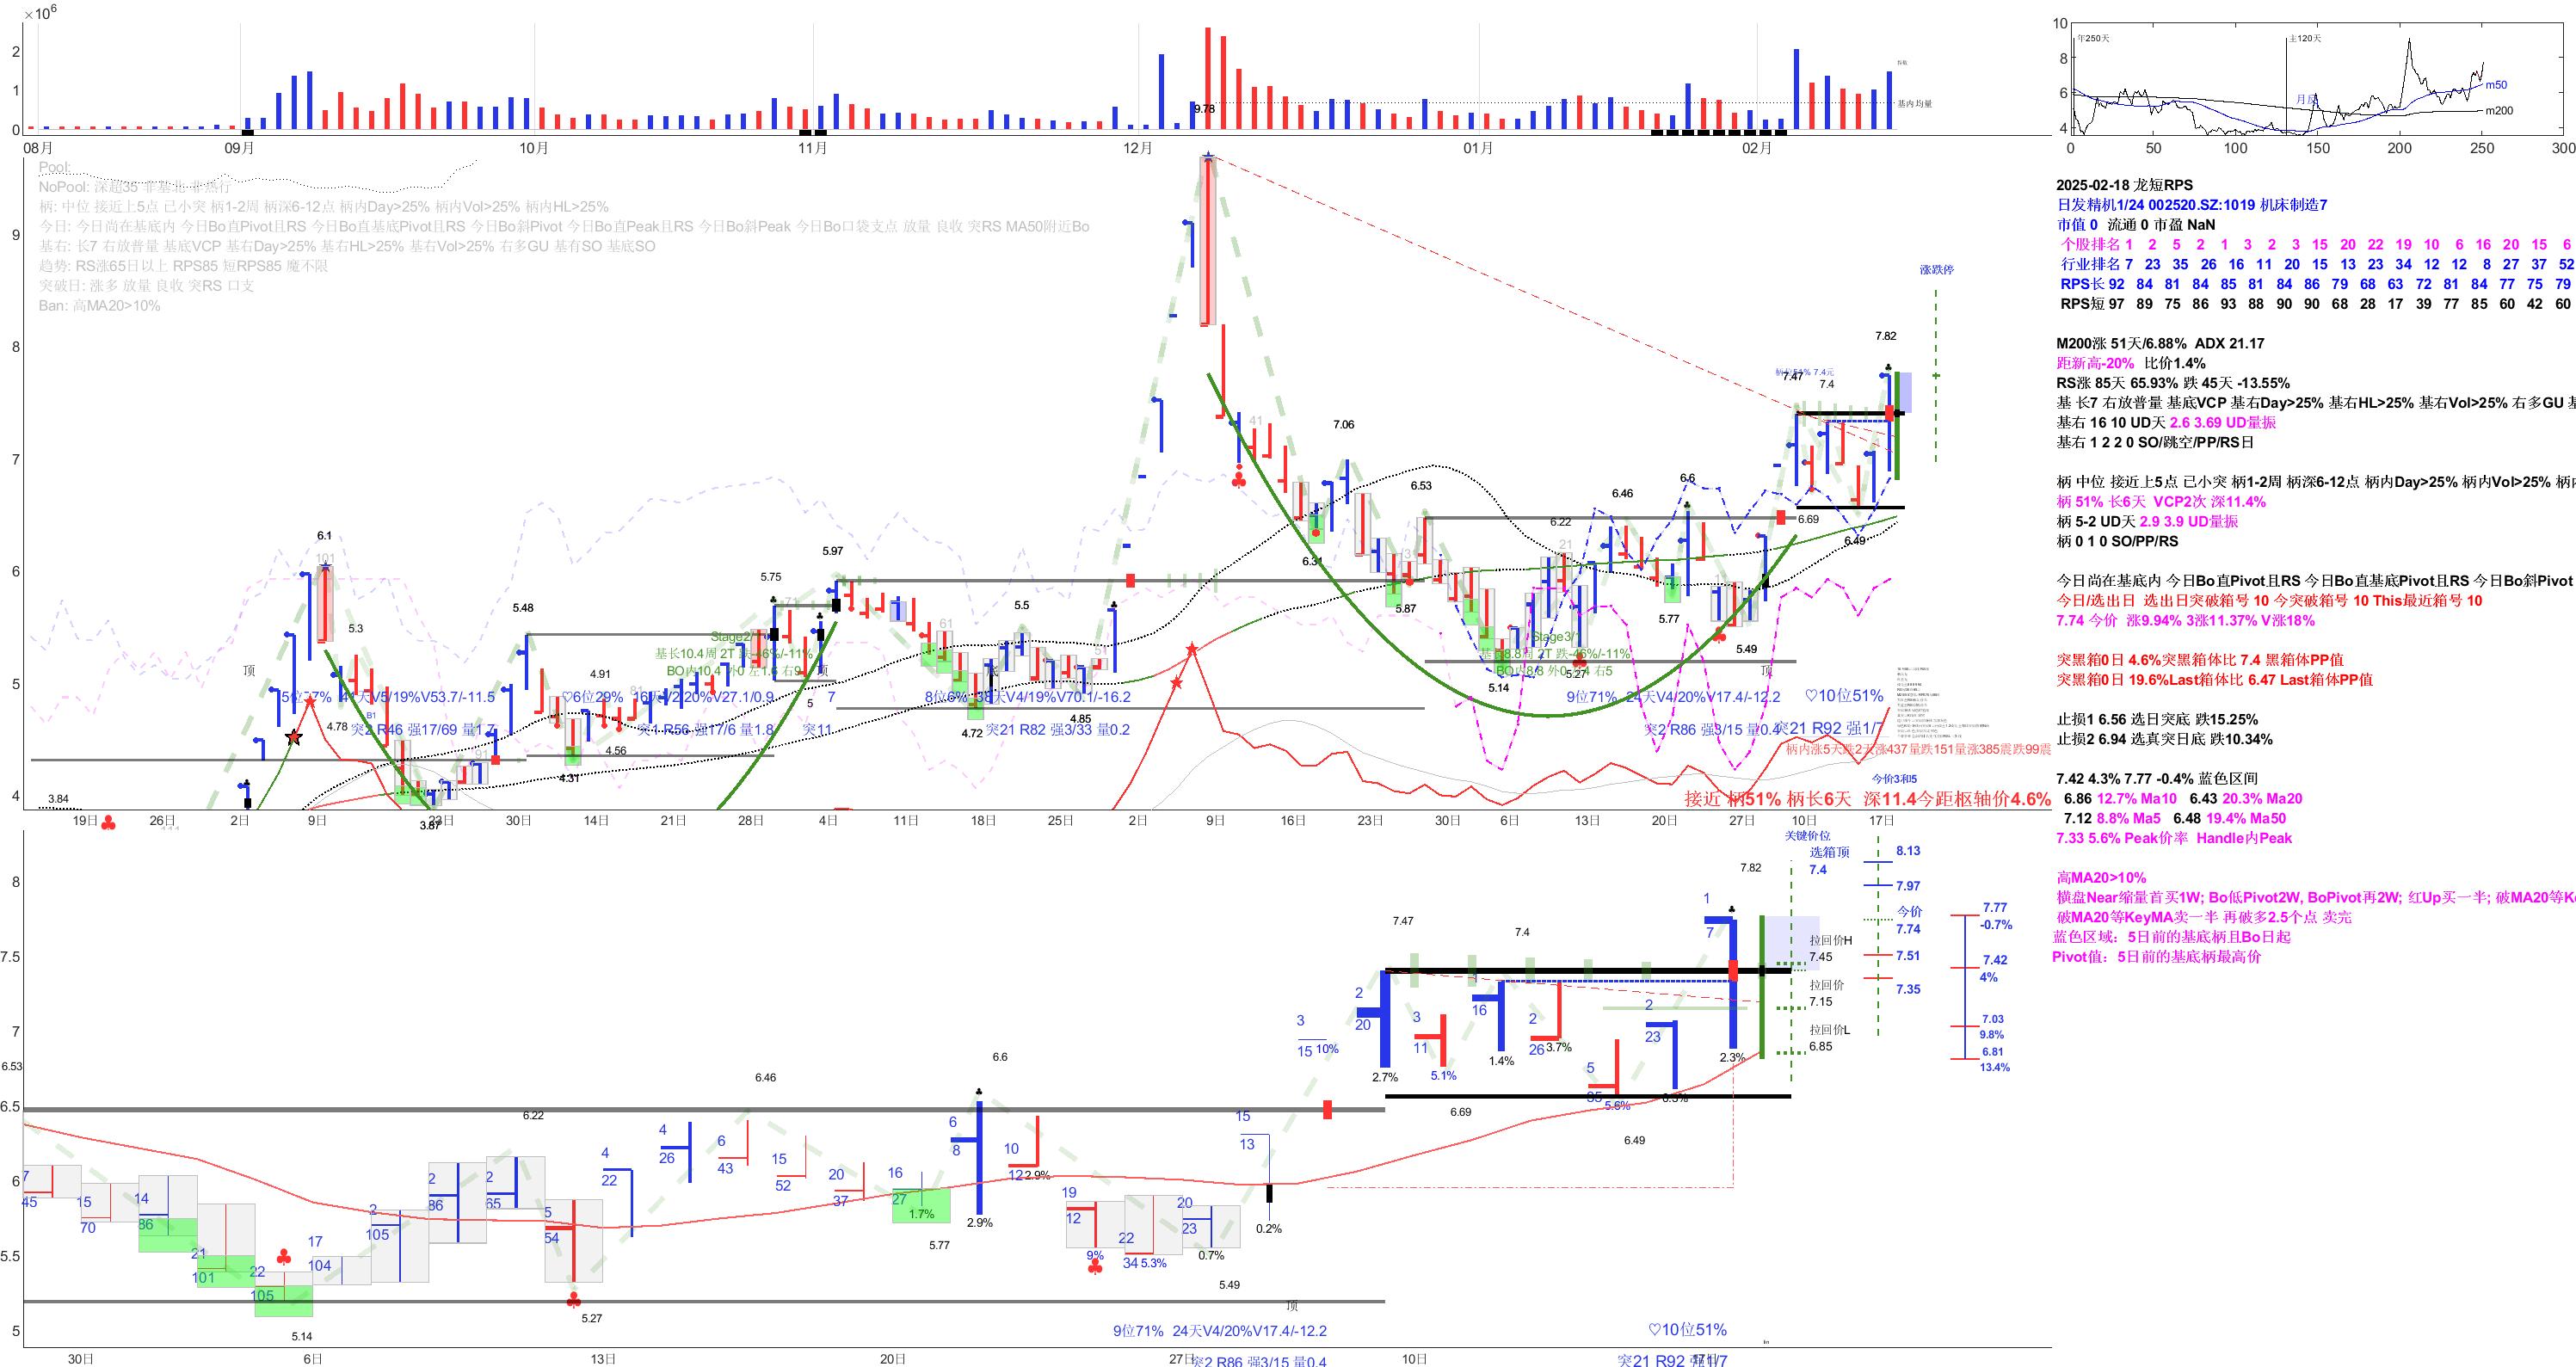 ×10⁶
2
1
0
9.78
基内均量
08月 09月 10月 11月 12月 01月 02月
Pool:
NoPool: 深超35 非基北 非热行
柄: 中位 接近上5点 己小突 柄1-2周 柄深6-12点 柄内Day>25% 柄内Vol>25% 柄内HL>25%
今日: 今日尚在基底内 今日Bo直Pivot且RS 今日Bo直基底Pivot且RS 今日Bo斜Pivot 今日Bo直Peak且RS 今日Bo斜Peak 今日Bo口袋支点 放量 良收 突RS MA50附近Bo
基右: 长7 右放普量 基底VCP 基右Day>25% 基右HL>25% 基右Vol>25% 右多GU 基有SO 基底SO
趋势: RS涨65日以上 RPS85 短RPS85 魔不限
突破日: 涨多 放量 良收 突RS 口支
Ban: 高MA20>10%
9
8
7
6
5
4
涨跌停
7.82
7.47
7.4
7.06
6.53
6.46
6.6
6.22
6.69
6.49
6.31
5.87
5.77
5.49
5.27
5.14
6.1
101
5.3
4.78
B1
5.48
4.91
4.56
4.31
5.75
5.97
5.5
4.85
4.72
3.84
3.87
41
61
21
顶
顶
顶
Stage2/
基长10.4周 2T 跌-46%/-11%
BO内10.4 外0 左1.6 右9
Stage3/1
基长8.8周 2T 跌-46%/-11%
5位77% 41天V5/19%V53.7/-11.5
突2 R46 强17/69 量1.7
♡6位29% 16天V2/20%V27.1/0.9
突1 R56 强17/6 量1.8
7
突11
8位6% 38天V4/19%V70.1/-16.2
突21 R82 强3/33 量0.2
9位71% 24天V4/20%V17.4/-12.2
突2 R86 强3/15 量0.4
♡10位51%
突21 R92 强1/7
柄内涨5天跌2天涨437量跌151量涨385震跌99震
今价3和5
接近 柄51% 柄长6天 深11.4今距枢轴价4.6%
19日 26日 2日 9日 23日 30日 14日 21日 28日 4日 11日 18日 25日 2日 9日 16日 23日 30日 6日 13日 20日 27日 10日 17日
关键价位
选箱顶
7.4
8.13
7.97
今价
7.74
7.51
7.35
拉回价H
7.45
拉回价
7.15
拉回价L
6.85
7.77
-0.7%
7.42
4%
7.03
9.8%
6.81
13.4%
8
7.5
7
6.53
6.5
6
5.5
5
7.82
7.47
7.4
6.6
6.46
6.22
6.69
6.49
5.77
5.49
5.27
5.14
7
45
15
70
14
86
21
101
22
105
17
104
2
105
2
86
2
65
5
54
4
22
4
26
6
43
15
52
20
37
16
27
1.7%
6
8
2.9%
10
12
2.9%
19
12
9%
22
34
5.3%
20
23
0.7%
15
13
0.2%
3
15
10%
2
20
2.7%
3
11
5.1%
16
1.4%
2
26
3.7%
5
35
5.6%
2
23
1
7
2.3%
顶
9位71% 24天V4/20%V17.4/-12.2
突2 R86 强3/15 量0.4
♡10位51%
突21 R92 强1/7
30日 6日 13日 20日 27日 10日 17日
10
8
6
4
年250天
主120天
月反
m50
m200
0 50 100 150 200 250 300
2025-02-18 龙短RPS
日发精机1/24 002520.SZ:1019 机床制造7
市值 0 流通 0 市盈 NaN
个股排名 1 2 5 2 1 3 2 3 15 20 22 19 10 6 16 20 15 6
行业排名 7 23 35 26 16 11 20 15 13 23 34 12 12 8 27 37 52
RPS长 92 84 81 84 85 81 84 86 79 68 63 72 81 84 77 75 79
RPS短 97 89 75 86 93 88 90 90 68 28 17 39 77 85 60 42 60
M200涨 51天/6.88% ADX 21.17
距新高-20% 比价1.4%
RS涨 85天 65.93% 跌 45天 -13.55%
基 长7 右放普量 基底VCP 基右Day>25% 基右HL>25% 基右Vol>25% 右多GU
基右 16 10 UD天 2.6 3.69 UD量振
基右 1 2 2 0 SO/跳空/PP/RS日
柄 中位 接近上5点 己小突 柄1-2周 柄深6-12点 柄内Day>25% 柄内Vol>25%
柄 51% 长6天 VCP2次 深11.4%
柄 5-2 UD天 2.9 3.9 UD量振
柄 0 1 0 SO/PP/RS
今日尚在基底内 今日Bo直Pivot且RS 今日Bo直基底Pivot且RS 今日Bo斜Pivot
今日/选出日 选出日突破箱号 10 今突破箱号 10 This最近箱号 10
7.74 今价 涨9.94% 3涨11.37% V涨18%
突黑箱0日 4.6%突黑箱体比 7.4 黑箱体PP值
突黑箱0日 19.6%Last箱体比 6.47 Last箱体PP值
止损1 6.56 选日突底 跌15.25%
止损2 6.94 选真突日底 跌10.34%
7.42 4.3% 7.77 -0.4% 蓝色区间
6.86 12.7% Ma10 6.43 20.3% Ma20
7.12 8.8% Ma5 6.48 19.4% Ma50
7.33 5.6% Peak价率 Handle内Peak
高MA20>10%
横盘Near缩量首买1W; Bo低Pivot2W, BoPivot再2W; 红Up买一半; 破MA20等Ke
破MA20等KeyMA卖一半 再破多2.5个点 卖完
蓝色区域：5日前的基底柄且Bo日起
Pivot值：5日前的基底柄最高价